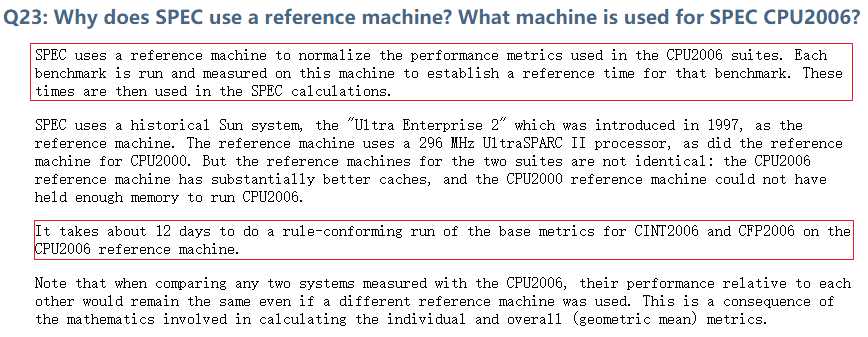 Q23: Why does SPEC use a reference machine? What machine is used for SPEC CPU2006?
SPEC uses a reference machine to normalize the performance metrics used in the CPU2006 suites. Each
benchmark is run and measured on this machine to establish a reference time for that benchmark. These
times are then used in the SPEC calculations.
SPEC uses a historical Sun system, the "Ultra Enterprise 2" which was introduced in 1997, as the
reference machine. The reference machine uses a 296 MHz UltraSPARC II processor, as did the reference
machine for CPU2000. But the reference machines for the two suites are not identical: the CPU2006
reference machine has substantially better caches, and the CPU2000 reference machine could not have
held enough memory to run CPU2006.
It takes about 12 days to do a rule-conforming run of the base metrics for CINT2006 and CFP2006 on the
CPU2006 reference machine.
Note that when comparing any two systems measured with the CPU2006, their performance relative to each
other would remain the same even if a different reference machine was used. This is a consequence of
the mathematics involved in calculating the individual and overall (geometric mean) metrics.